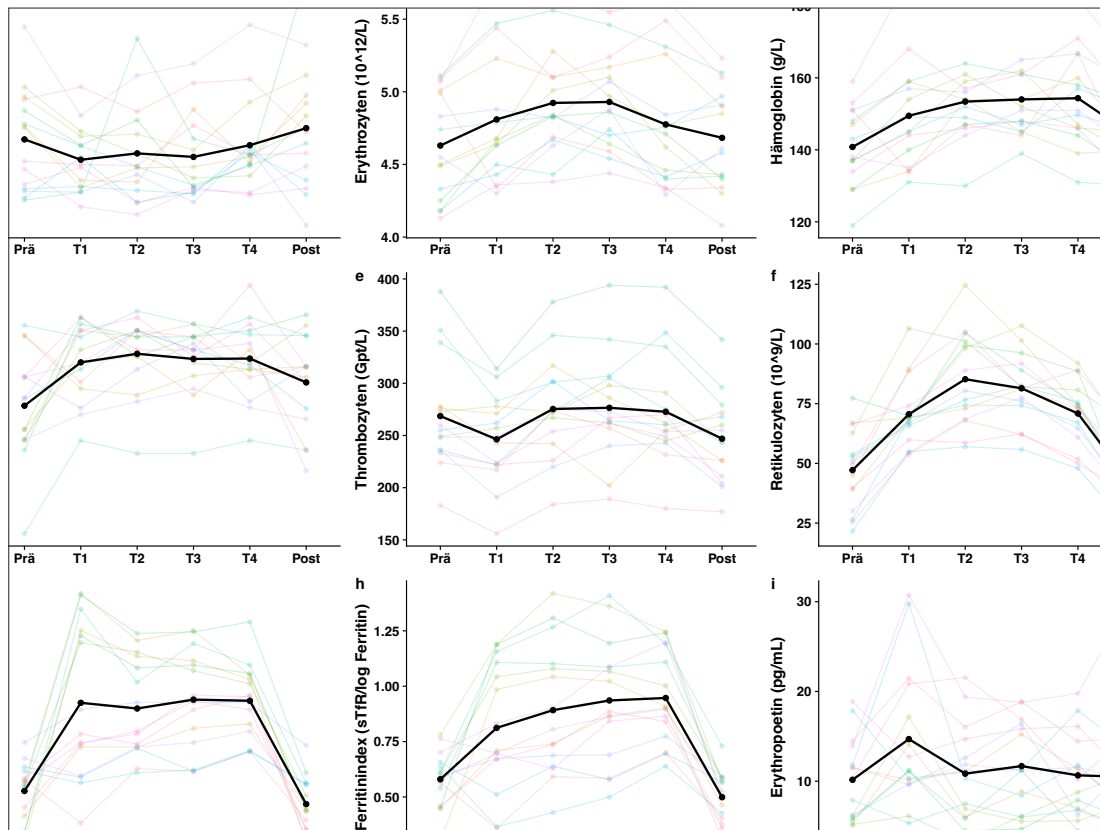 Erythrozyten (10^12/L)
5.5
5.0
4.5
4.0
Hämoglobin (g/L)
160
140
120
Prä T1 T2 T3 T4 Post
Prä T1 T2 T3 T4 Post
Prä T1 T2 T3 T4
e
Thrombozyten (Gpt/L)
400
350
300
250
200
150
f
Retikulozyten (10^9/L)
100
75
50
25
Prä T1 T2 T3 T4 Post
Prä T1 T2 T3 T4 Post
Prä T1 T2 T3 T4
h
Ferritinindex (sTfR/log Ferritin)
1.25
1.00
0.75
0.50
i
Erythropoetin (pg/mL)
30
20
10